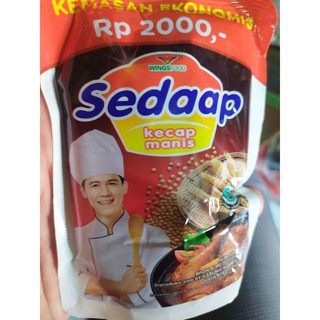 KEMASAN EKONOMIS
Rp 2000,-
WINGSFOOD
Sedaap
kecap
manis